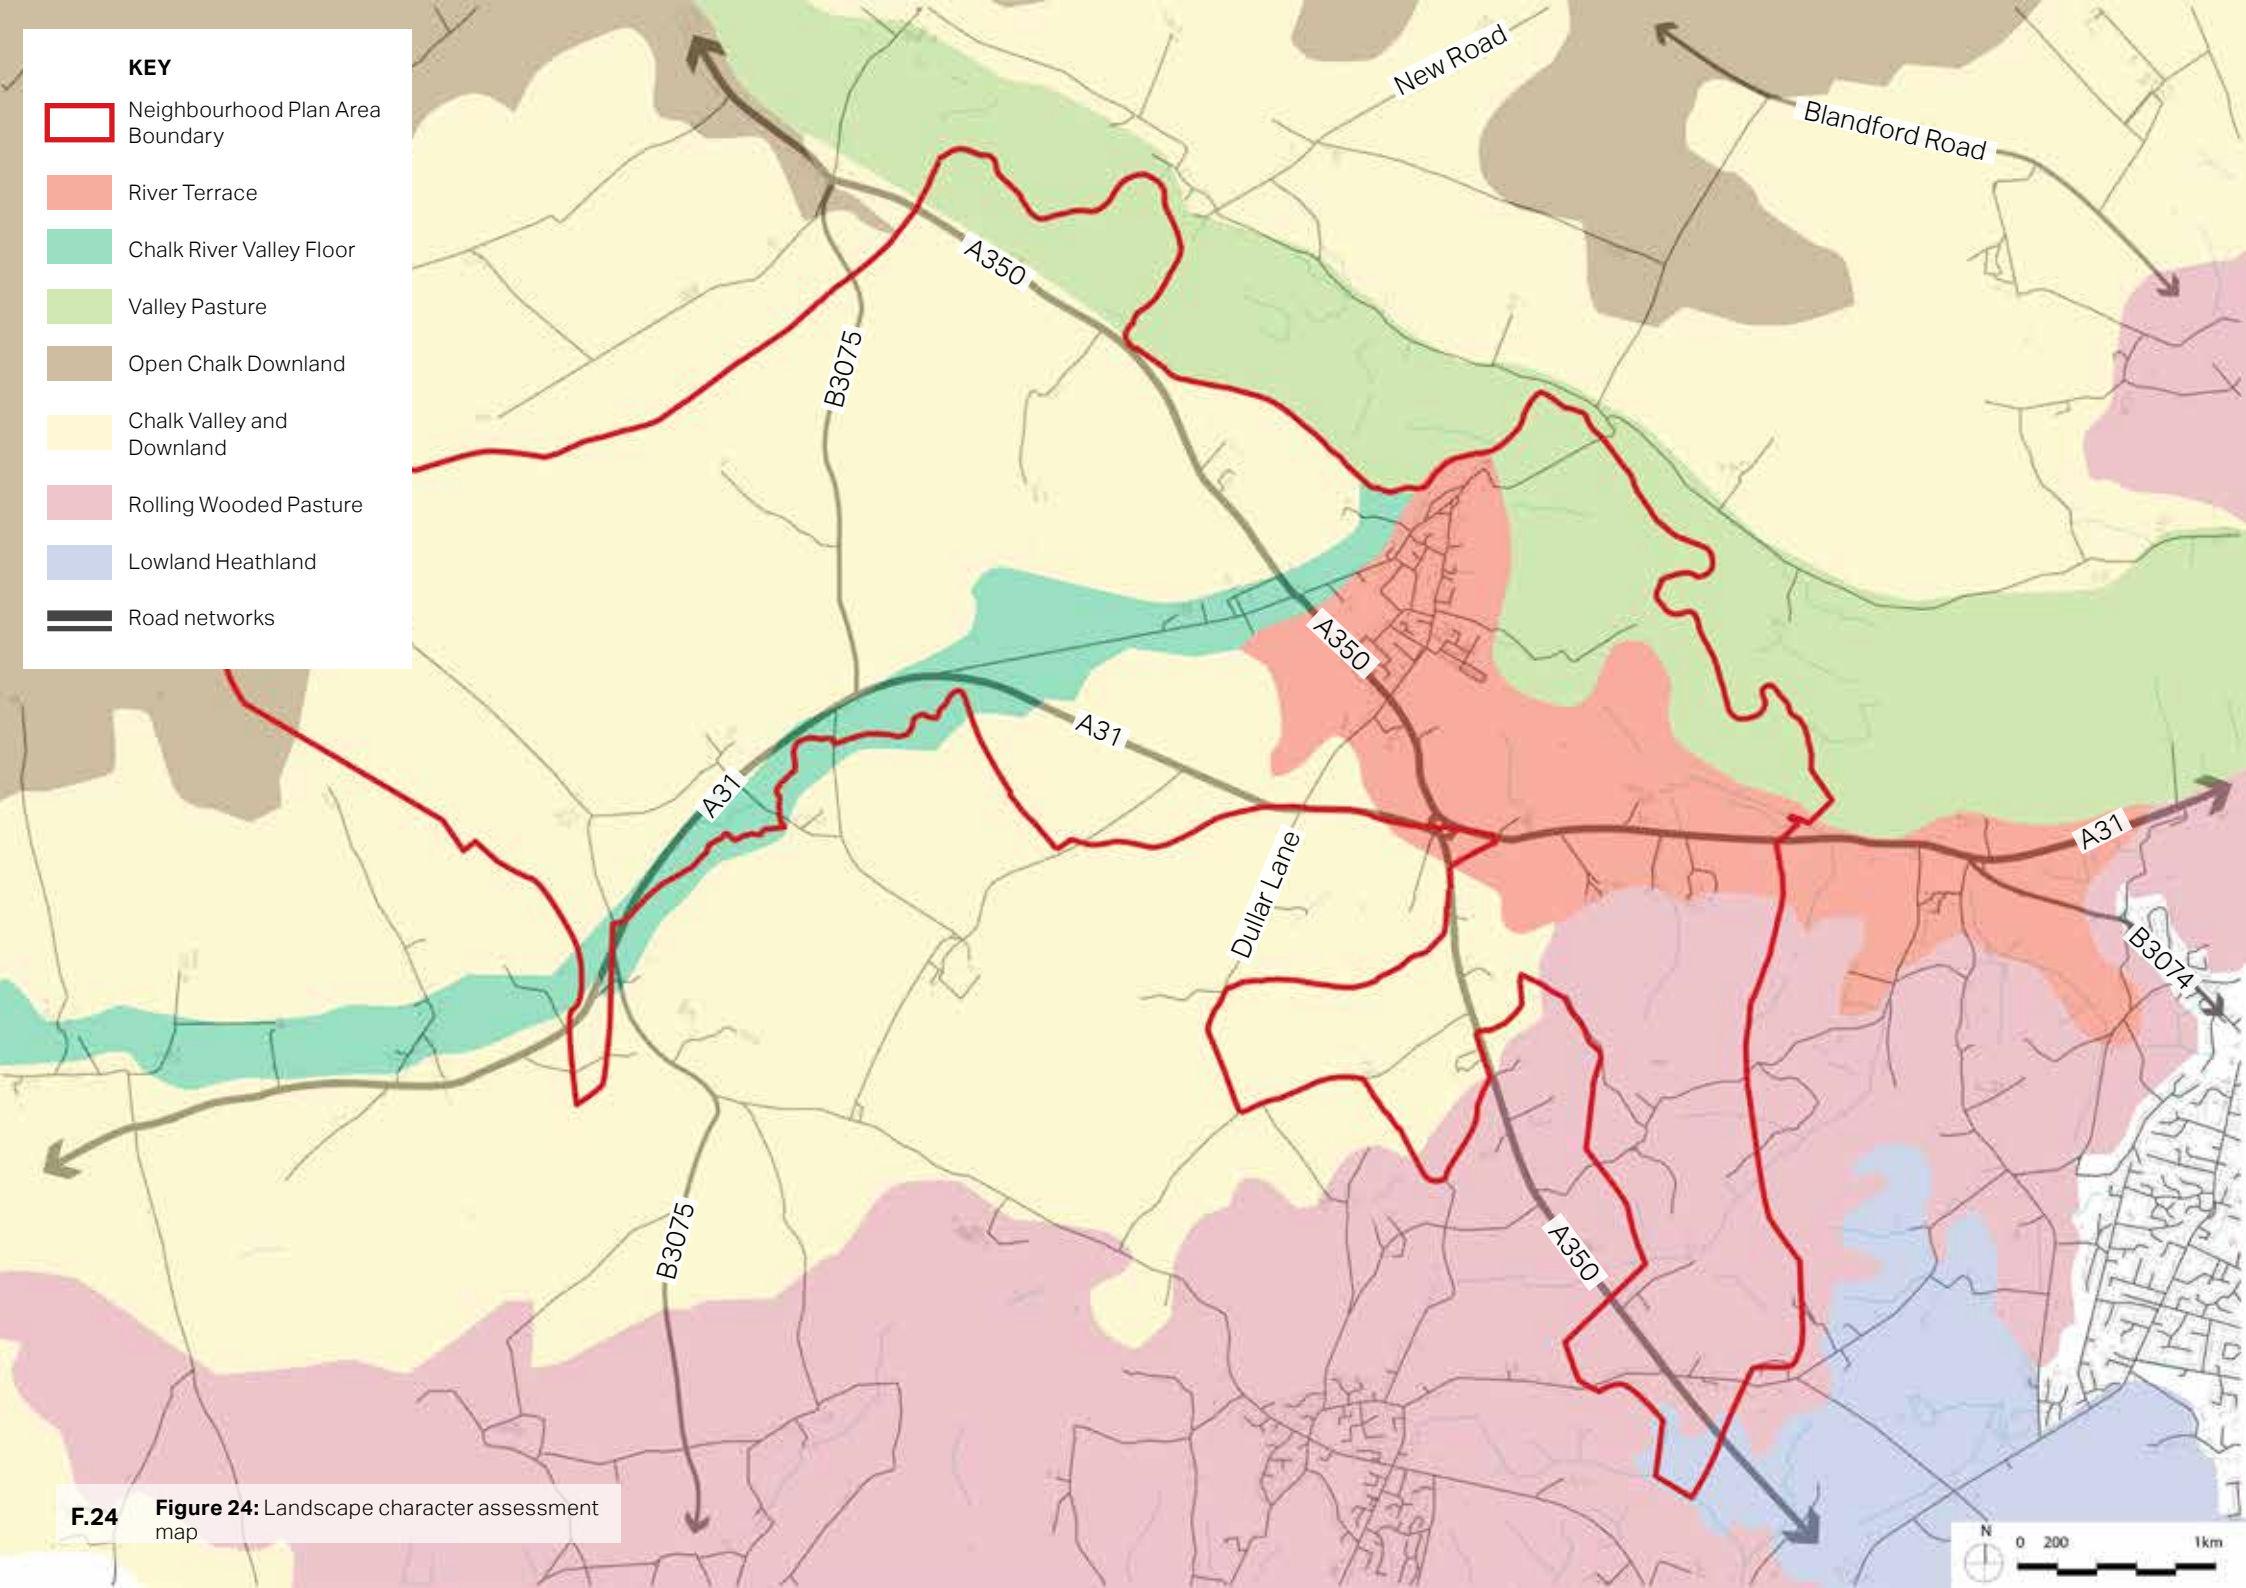 KEY
Neighbourhood Plan Area
Boundary
River Terrace
Chalk River Valley Floor
Valley Pasture
Open Chalk Downland
Chalk Valley and
Downland
Rolling Wooded Pasture
Lowland Heathland
Road networks
New Road
Blandford Road
A350
B3075
A350
A31
A31
Dullar Lane
A31
B3074
B3075
A350
F.24
Figure 24: Landscape character assessment
map
N
0 200 1km